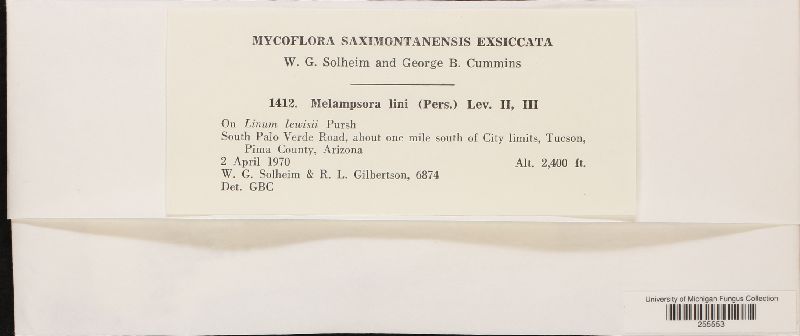 MYCOFLORA SAXIMONTANENSIS EXSICCATA
W. G. Solheim and George B. Cummins
1412. Melampsora lini (Pers.) Lev. II, III
On Linum lewisii Pursh
South Palo Verde Road, about one mile south of City limits, Tucson,
Pima County, Arizona
2 April 1970 Alt. 2,400 ft.
W. G. Solheim & R. L. Gilbertson, 6874
Det. GBC
University of Michigan Fungus Collection
255553